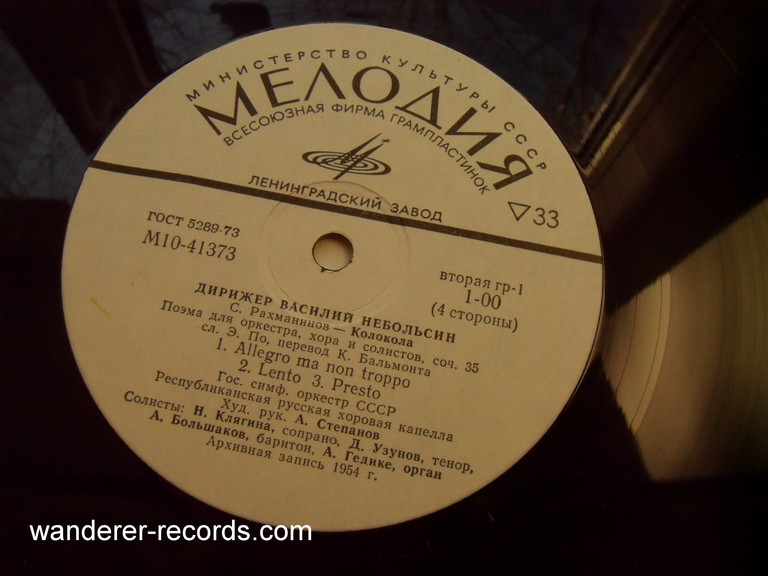 МИНИСТЕРСТВО КУЛЬТУРЫ СССР
МЕЛОДИЯ
ВСЕСОЮЗНАЯ ФИРМА ГРАМПЛАСТИНОК
ЛЕНИНГРАДСКИЙ ЗАВОД
33
ГОСТ 5289-73
М10-41373
вторая гр-1
1-00
(4 стороны)
ДИРИЖЕР ВАСИЛИЙ НЕБОЛЬСИН
С. Рахманинов — Колокола
Поэма для оркестра, хора и солистов, соч. 35
сл. Э. По, перевод К. Бальмонта
1. Allegro ma non troppo
2. Lento 3. Presto
Гос. симф. оркестр СССР
Республиканская русская хоровая капелла
Худ. рук. А. Степанов
Солисты: Н. Клягина, сопрано, Д. Узунов, тенор,
А. Большаков, баритон, А. Гедике, орган
Архивная запись 1954 г.
wanderer-records.com